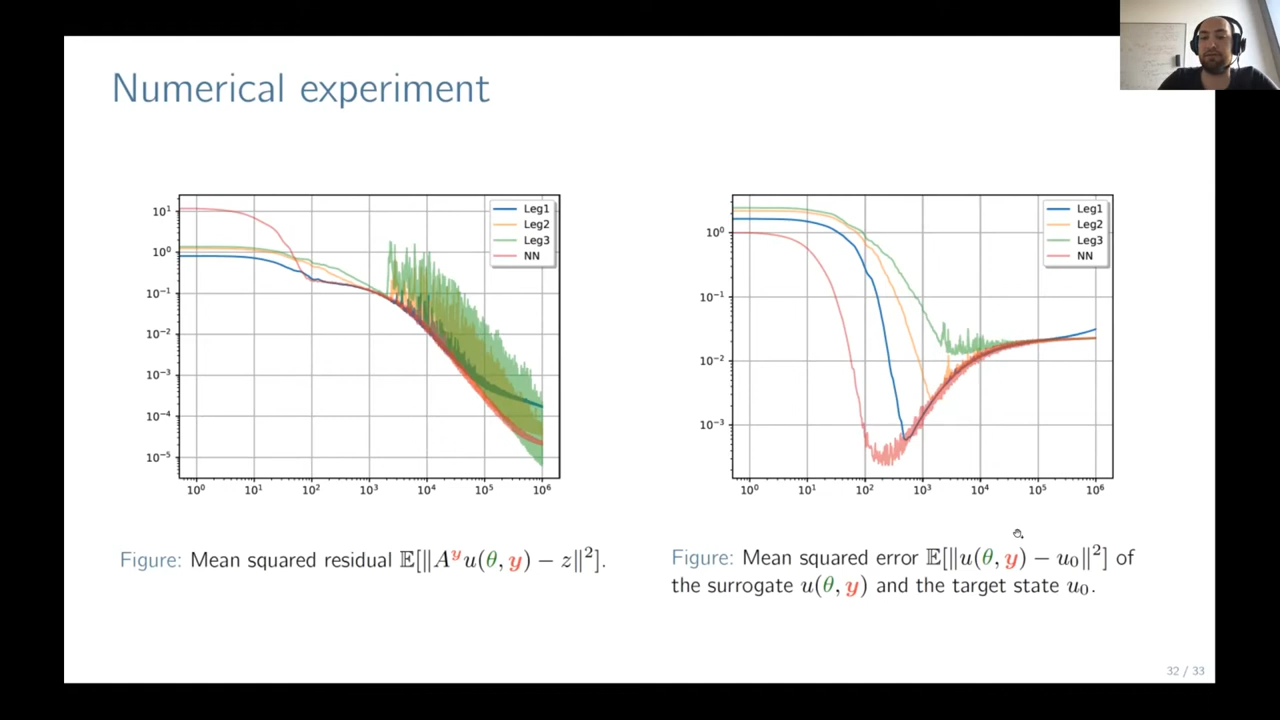 Numerical experiment
10¹
10⁰
10⁻¹
10⁻²
10⁻³
10⁻⁴
10⁻⁵
10⁰ 10¹ 10² 10³ 10⁴ 10⁵ 10⁶
Leg1
Leg2
Leg3
NN
Figure: Mean squared residual 𝔼[‖Aʸu(θ, y) − z‖²].
10⁰
10⁻¹
10⁻²
10⁻³
10⁰ 10¹ 10² 10³ 10⁴ 10⁵ 10⁶
Leg1
Leg2
Leg3
NN
Figure: Mean squared error 𝔼[‖u(θ, y) − u₀‖²] of
the surrogate u(θ, y) and the target state u₀.
32 / 33